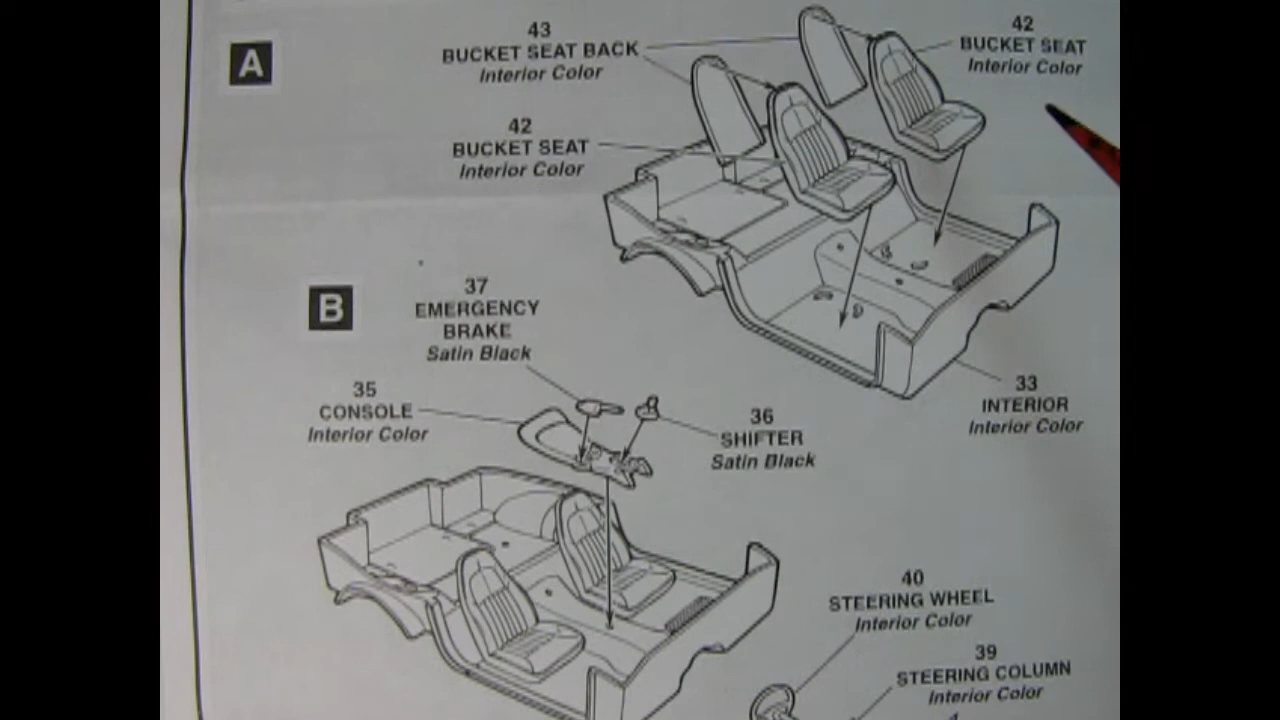 A
43
BUCKET SEAT BACK
Interior Color
42
BUCKET SEAT
Interior Color
42
BUCKET SEAT
Interior Color
33
INTERIOR
Interior Color
B
37
EMERGENCY
BRAKE
Satin Black
35
CONSOLE
Interior Color
36
SHIFTER
Satin Black
40
STEERING WHEEL
Interior Color
39
STEERING COLUMN
Interior Color